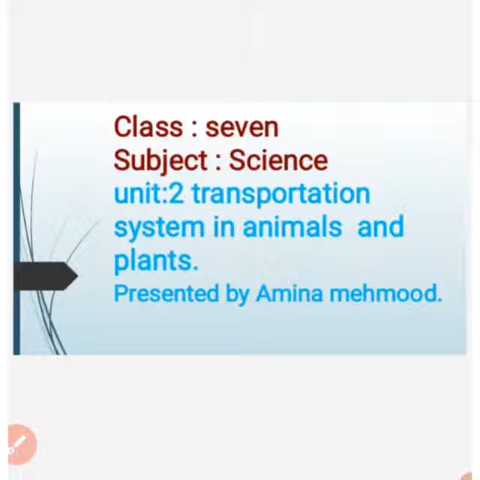 Class : seven
Subject : Science
unit:2 transportation
system in animals  and
plants.
Presented by Amina mehmood.